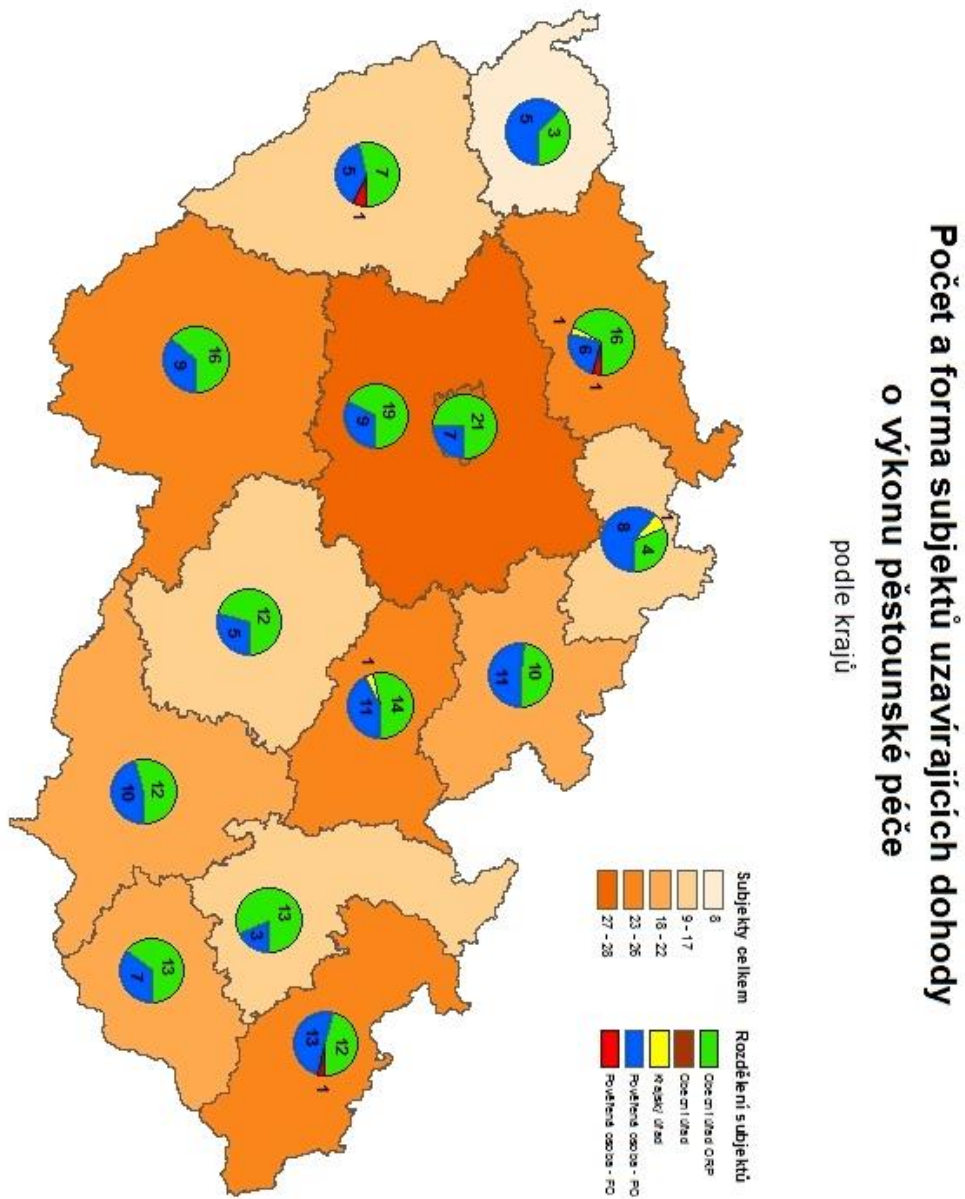 Počet a forma subjektů uzavírajících dohody
o výkonu pěstounské péče
podle krajů
Subjekty celkem
8
9 - 17
18 - 22
23 - 26
27 - 28
Rozdělení subjektů
Obecní úřad ORP
Obecní úřad
Krajský úřad
Pověřená osoba - PO
Pověřená osoba - FO
3
5
7
5
1
16
1
6
1
21
7
19
9
16
9
1
8
4
10
11
14
1
11
12
5
12
10
13
3
13
7
12
13
1